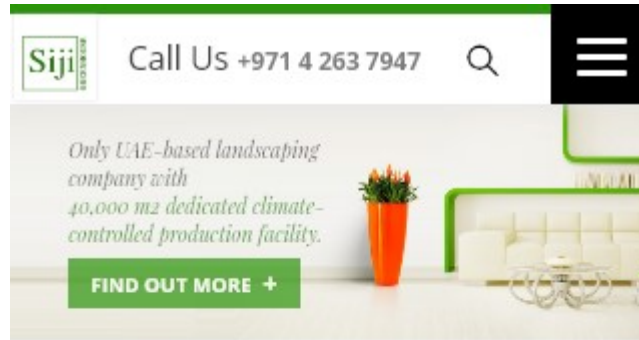 Siji
Call Us +971 4 263 7947
Only UAE-based landscaping
company with
40,000 m2 dedicated climate-
controlled production facility.
FIND OUT MORE +